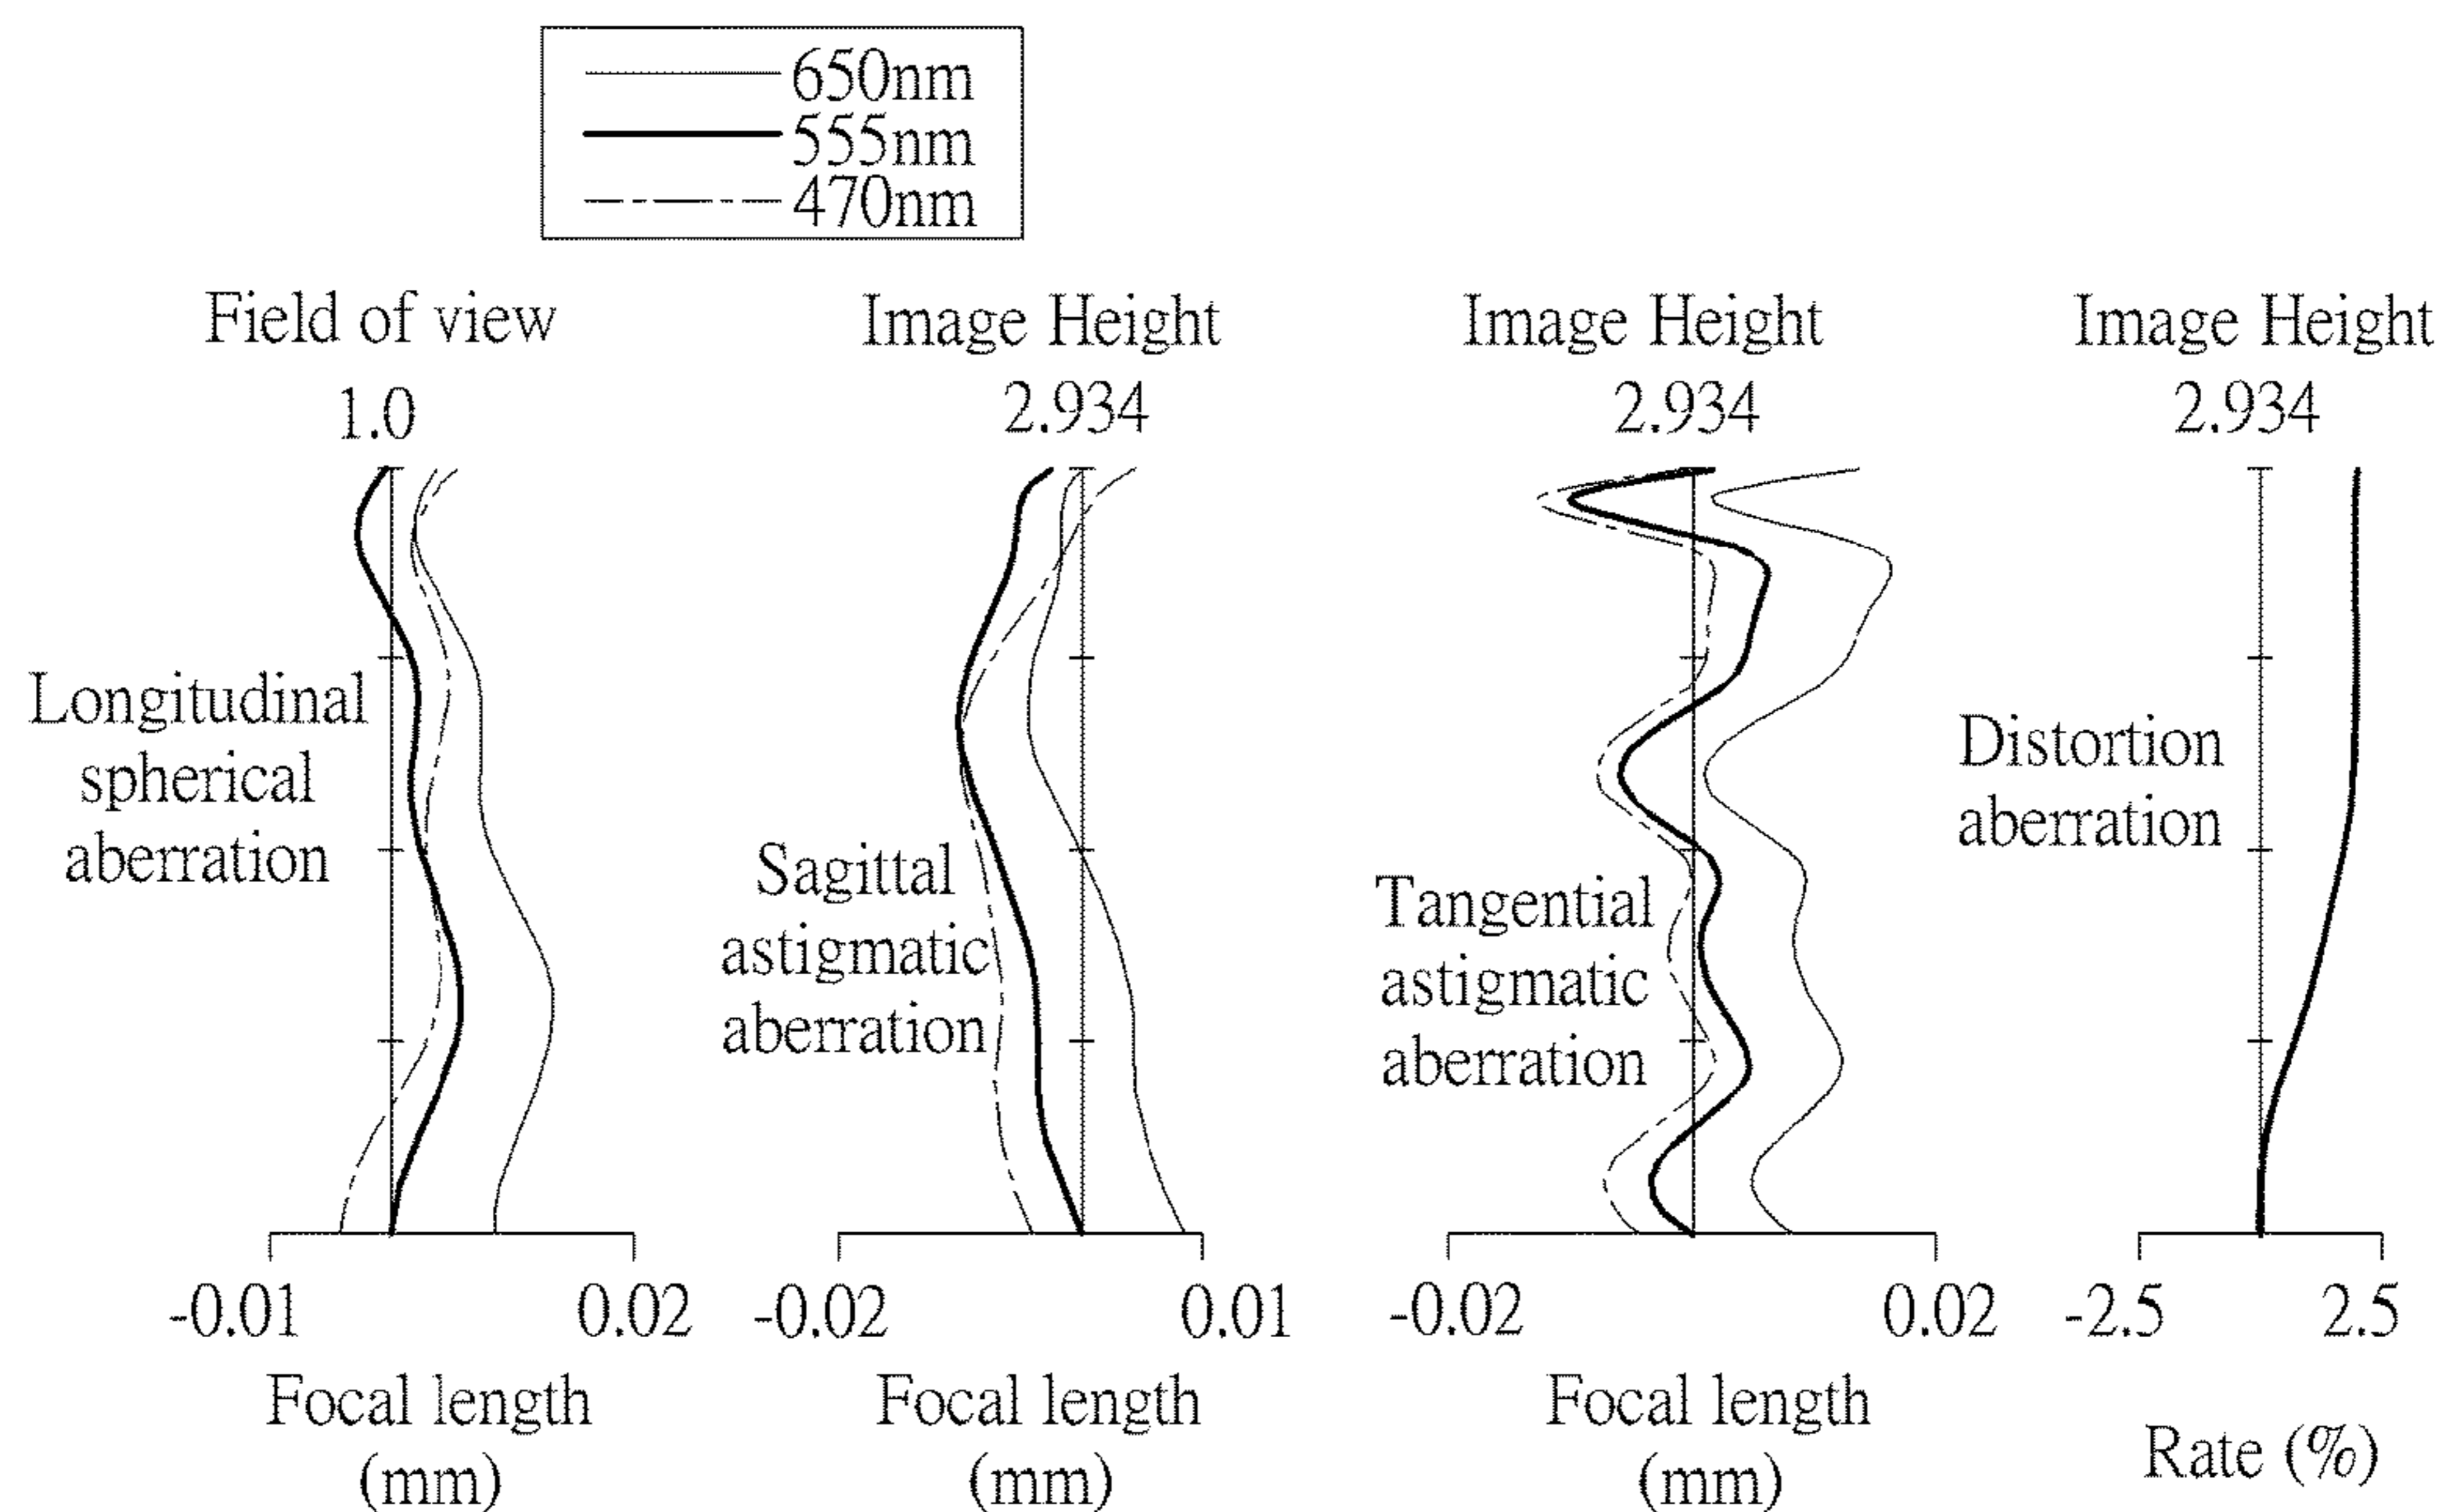 650nm
555nm
470nm
Field of view
1.0
Longitudinal
spherical
aberration
-0.01 0.02
Focal length
(mm)
Image Height
2.934
Sagittal
astigmatic
aberration
-0.02 0.01
Focal length
(mm)
Image Height
2.934
Tangential
astigmatic
aberration
-0.02 0.02
Focal length
(mm)
Image Height
2.934
Distortion
aberration
-2.5 2.5
Rate (%)